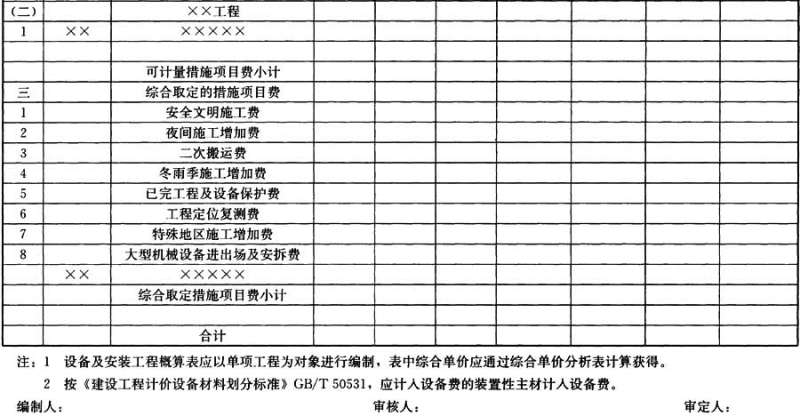 (二) ××工程
1 ×× ×××××
可计量措施项目费小计
三 综合取定的措施项目费
1 安全文明施工费
2 夜间施工增加费
3 二次搬运费
4 冬雨季施工增加费
5 已完工程及设备保护费
6 工程定位复测费
7 特殊地区施工增加费
8 大型机械设备进出场及安拆费
×× ×××××
综合取定措施项目费小计
合计
注：1 设备及安装工程概算表应以单项工程为对象进行编制，表中综合单价应通过综合单价分析表计算获得。
2 按《建设工程计价设备材料划分标准》GB/T 50531，应计入设备费的装置性主材计入设备费。
编制人： 审核人： 审定人：